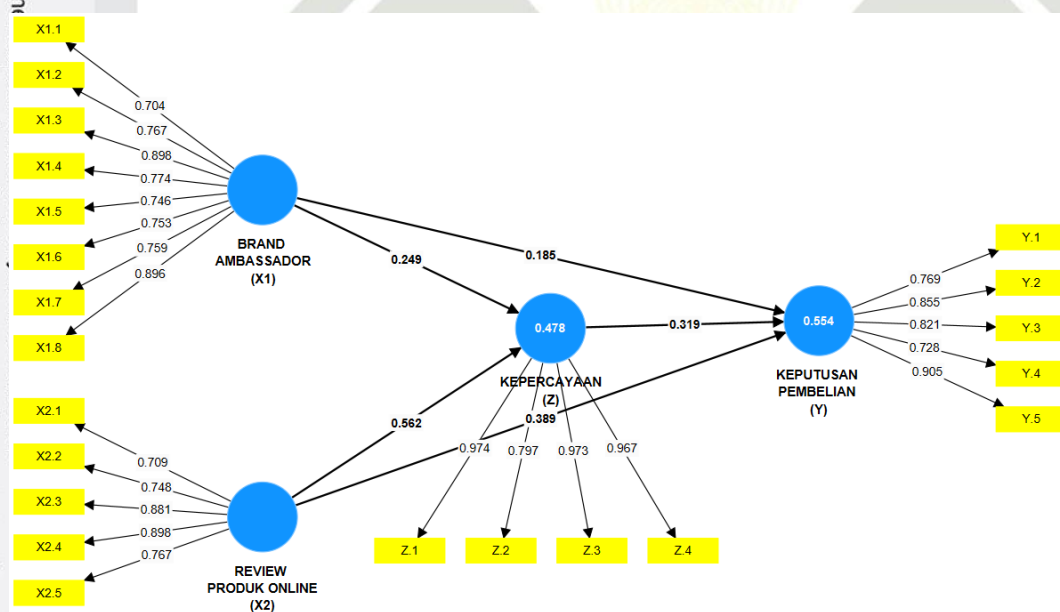 X1.1
X1.2
X1.3
X1.4
X1.5
X1.6
X1.7
X1.8
0.704
0.767
0.898
0.774
0.746
0.753
0.759
0.896
BRAND
AMBASSADOR
(X1)
0.249
0.185
0.478
KEPERCAYAAN
(Z)
0.319
0.389
0.562
0.554
KEPUTUSAN
PEMBELIAN
(Y)
0.769
0.855
0.821
0.728
0.905
Y.1
Y.2
Y.3
Y.4
Y.5
X2.1
X2.2
X2.3
X2.4
X2.5
0.709
0.748
0.881
0.898
0.767
REVIEW
PRODUK ONLINE
(X2)
0.974
0.797
0.973
0.967
Z.1
Z.2
Z.3
Z.4